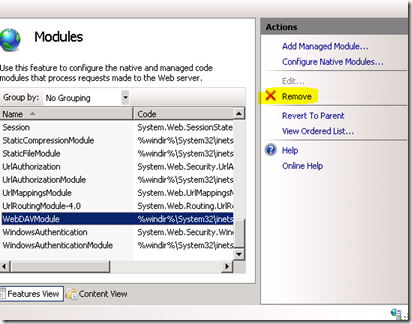 Modules
Use this feature to configure the native and managed code
modules that process requests made to the Web server.
Group by: No Grouping
Name Code
Session System.Web.SessionState
StaticCompressionModule %windir%\System32\inets
StaticFileModule %windir%\System32\inets
UrlAuthorization System.Web.Security.UrlA
UrlAuthorizationModule %windir%\System32\inets
UrlMappingsModule System.Web.UrlMappings
UrlRoutingModule-4.0 System.Web.Routing.UrlR
WebDAVModule %windir%\System32\inets
WindowsAuthentication System.Web.Security.Wind
WindowsAuthenticationModule %windir%\System32\inets
Features View Content View
Actions
Add Managed Module...
Configure Native Modules...
Edit...
Remove
Revert To Parent
View Ordered List...
Help
Online Help